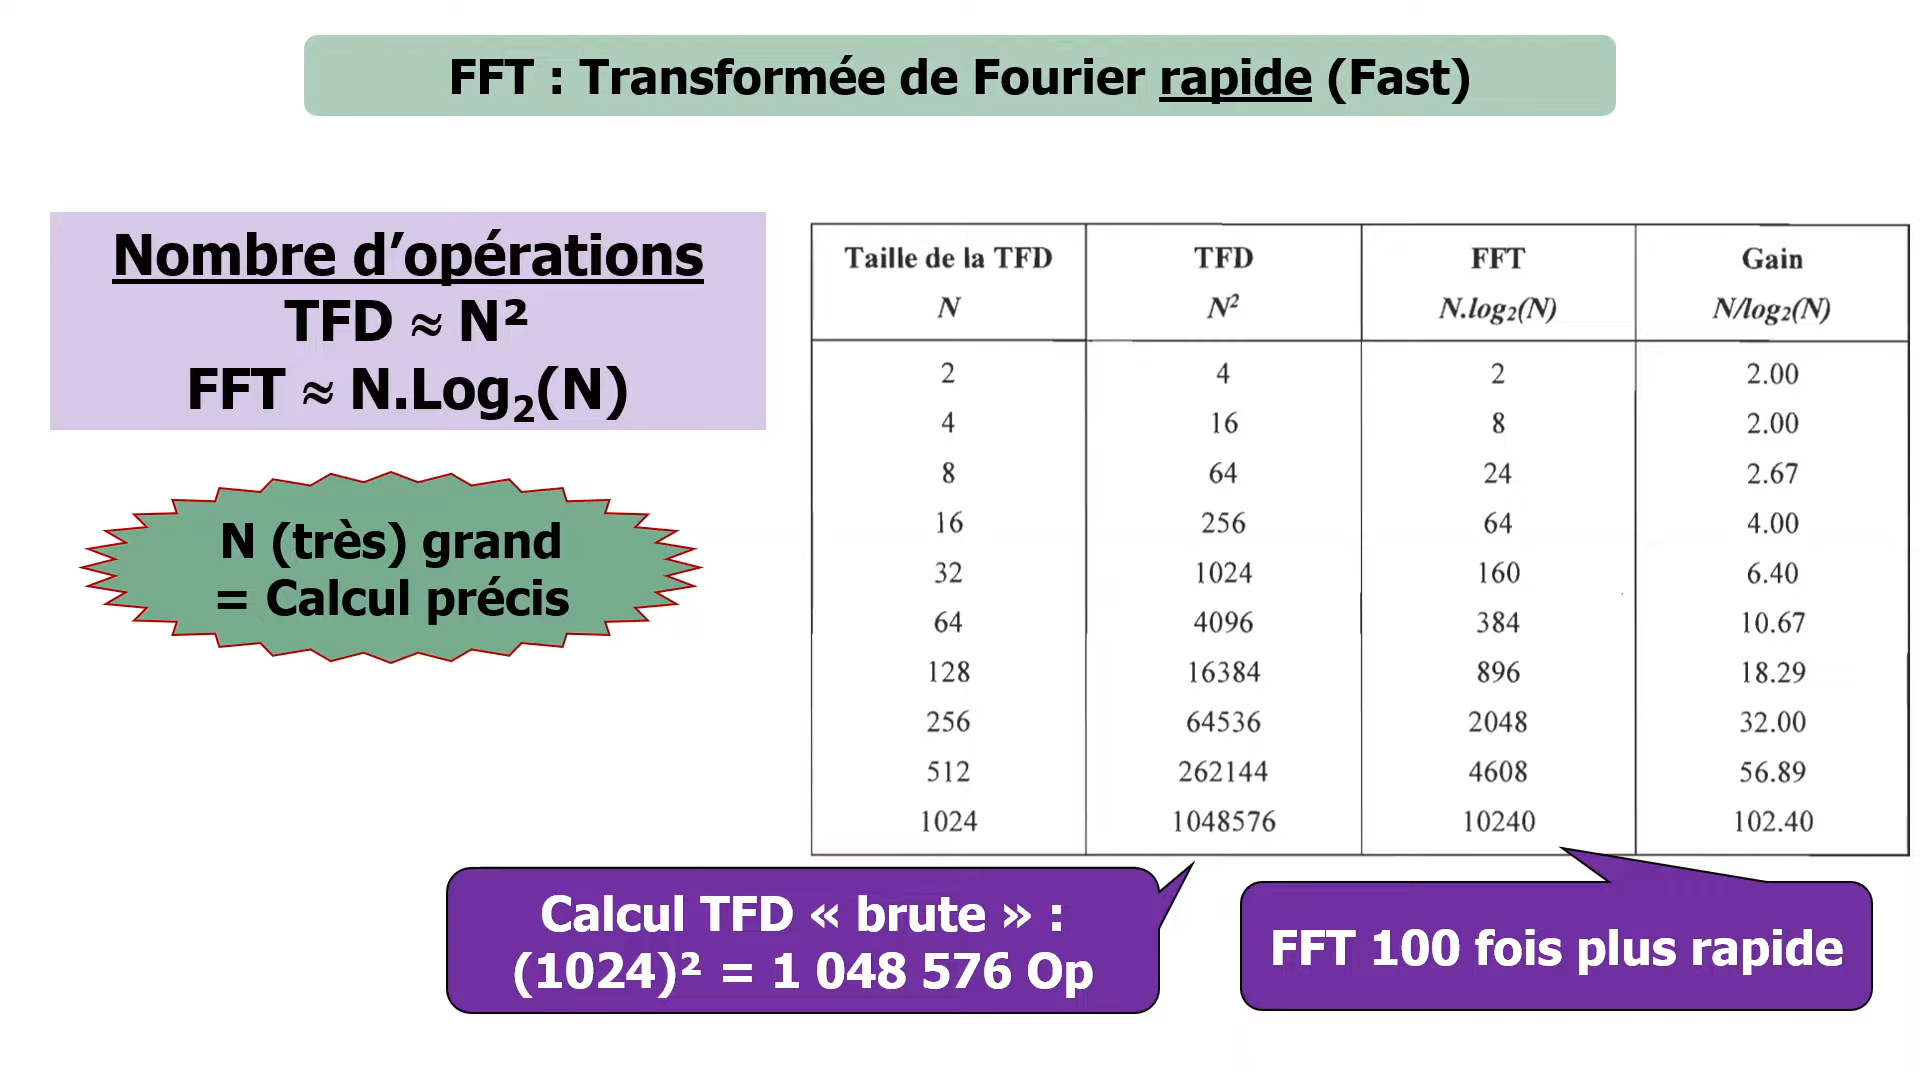 FFT : Transformée de Fourier rapide (Fast)
Nombre d’opérations
TFD ≈ N²
FFT ≈ N.Log₂(N)
N (très) grand
= Calcul précis
Taille de la TFD TFD FFT Gain
N N² N.log₂(N) N/log₂(N)
2 4 2 2.00
4 16 8 2.00
8 64 24 2.67
16 256 64 4.00
32 1024 160 6.40
64 4096 384 10.67
128 16384 896 18.29
256 64536 2048 32.00
512 262144 4608 56.89
1024 1048576 10240 102.40
Calcul TFD « brute » :
(1024)² = 1 048 576 Op
FFT 100 fois plus rapide